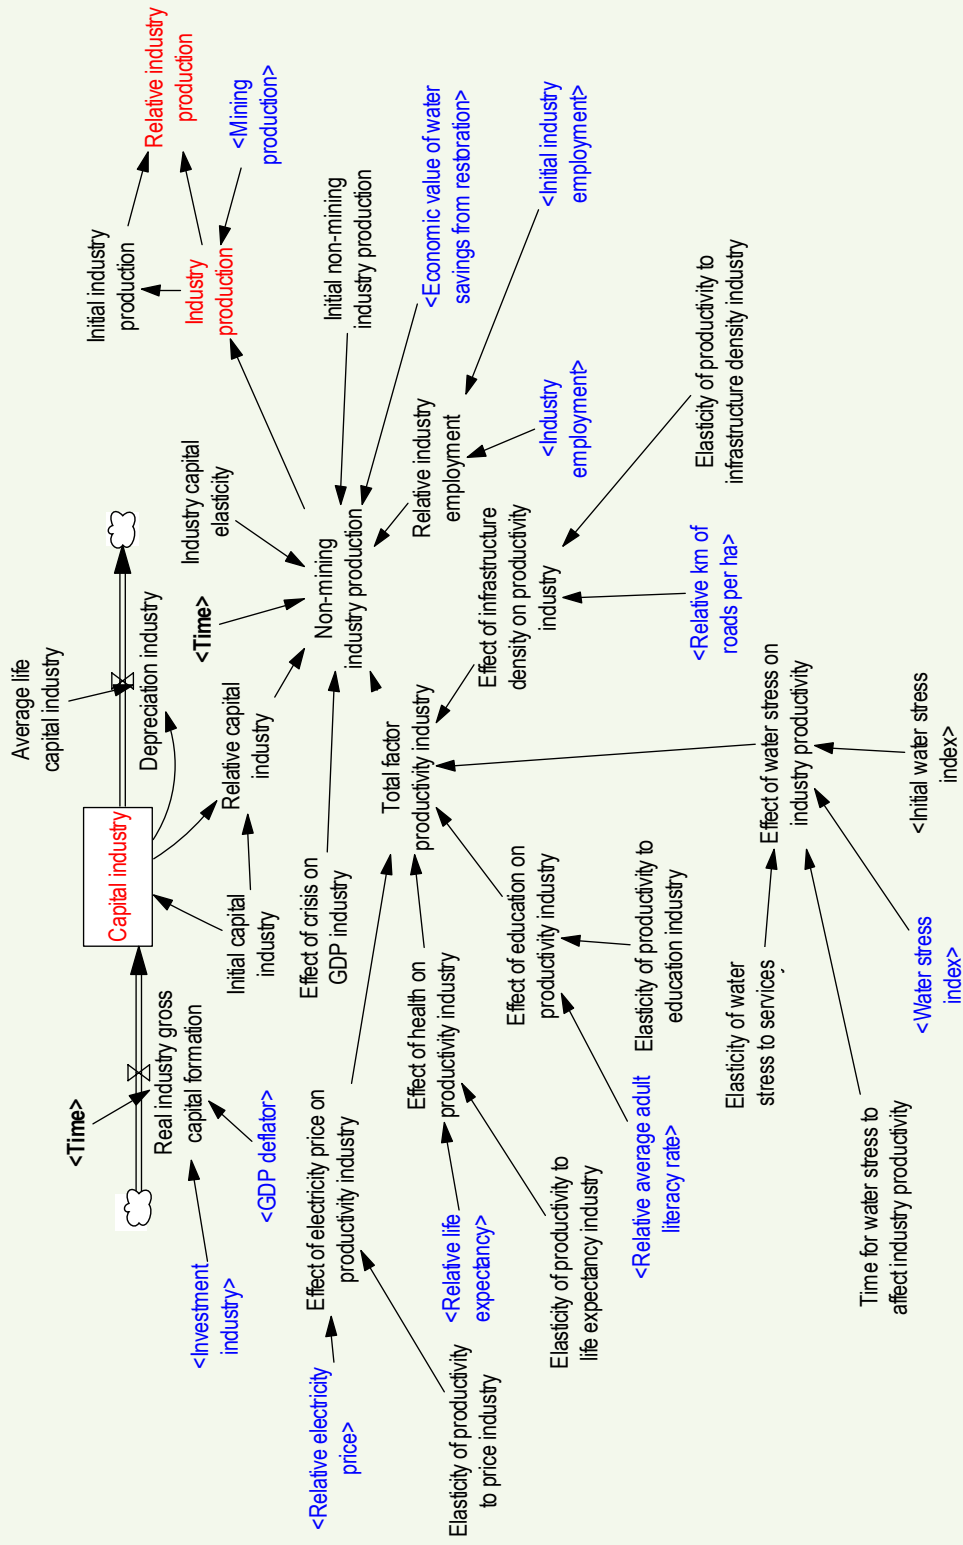 <Time>
Real industry gross
capital formation
<Investment
industry>
<GDP deflator>
Capital industry
Average life
capital industry
Depreciation industry
Initial capital
industry
Relative capital
industry
<Time>
Industry capital
elasticity
Initial industry
production
Relative industry
production
Industry
production
<Mining
production>
<Relative electricity
price>
Effect of electricity price on
productivity industry
Elasticity of productivity
to price industry
Effect of crisis on
GDP industry
Non-mining
industry production
Initial non-mining
industry production
<Economic value of water
savings from restoration>
Total factor
productivity industry
Relative industry
employment
<Initial industry
employment>
<Industry
employment>
Effect of health on
productivity industry
<Relative life
expectancy>
Elasticity of productivity to
life expectancy industry
Effect of education on
productivity industry
<Relative average adult
literacy rate>
Elasticity of productivity to
education industry
Effect of infrastructure
density on productivity
industry
Elasticity of productivity to
infrastructure density industry
<Relative km of
roads per ha>
Elasticity of water
stress to services
Effect of water stress on
industry productivity
Time for water stress to
affect industry productivity
<Water stress
index>
<Initial water stress
index>